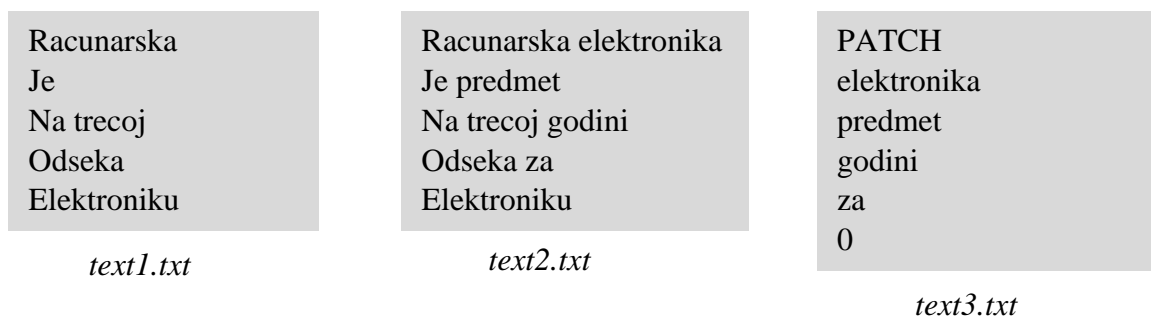 Racunarska
Je
Na trecoj
Odseka
Elektroniku
text1.txt
Racunarska elektronika
Je predmet
Na trecoj godini
Odseka za
Elektroniku
text2.txt
PATCH
elektronika
predmet
godini
za
0
text3.txt